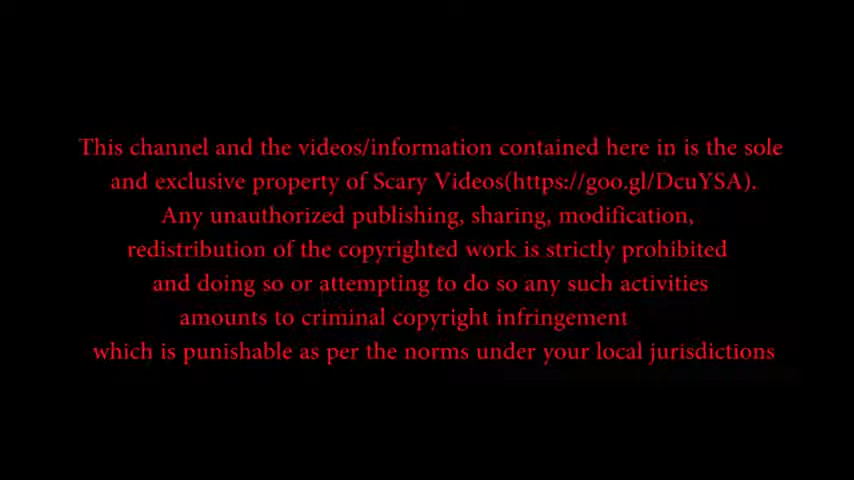 This channel and the videos/information contained here in is the sole
and exclusive property of Scary Videos(https://goo.gl/DcuYSA).
Any unauthorized publishing, sharing, modification,
redistribution of the copyrighted work is strictly prohibited
and doing so or attempting to do so any such activities
amounts to criminal copyright infringement
which is punishable as per the norms under your local jurisdictions